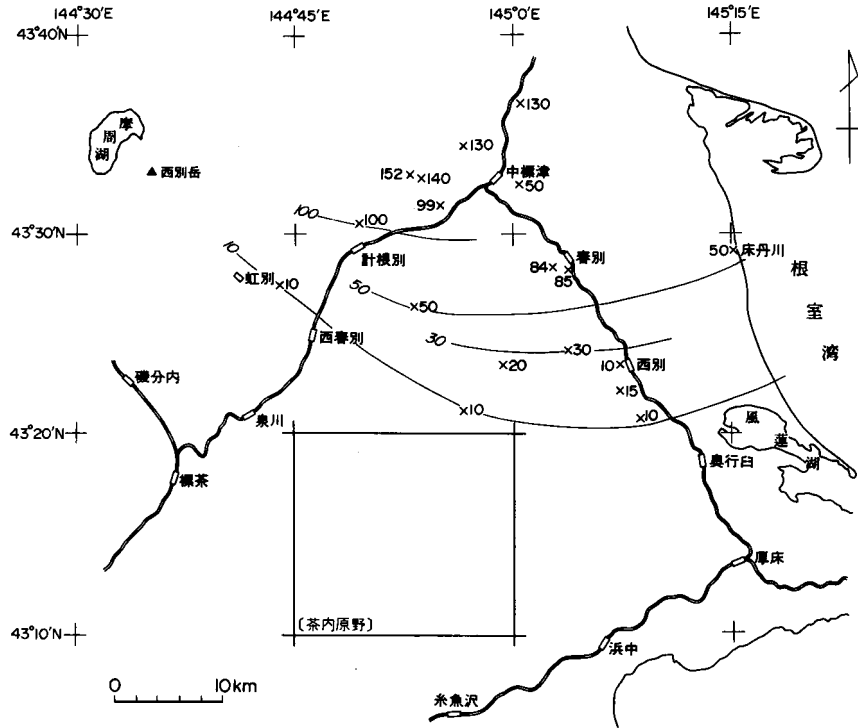 144°30'E
144°45'
145°0'
145°15'
43°40'N
摩周湖
▲西別岳
×130
×130
152×
×140
中標津
×50
99×
100
×100
43°30'N
計根別
春別
84×
85
50×床丹川
根室湾
10
虹別
×10
50
×50
西春別
30
×30
×20
10×
西別
×15
磯分内
泉川
×10
×10
風蓮湖
43°20'N
標茶
奥行臼
厚床
43°10'N
〔茶内原野〕
浜中
0
10km
糸魚沢